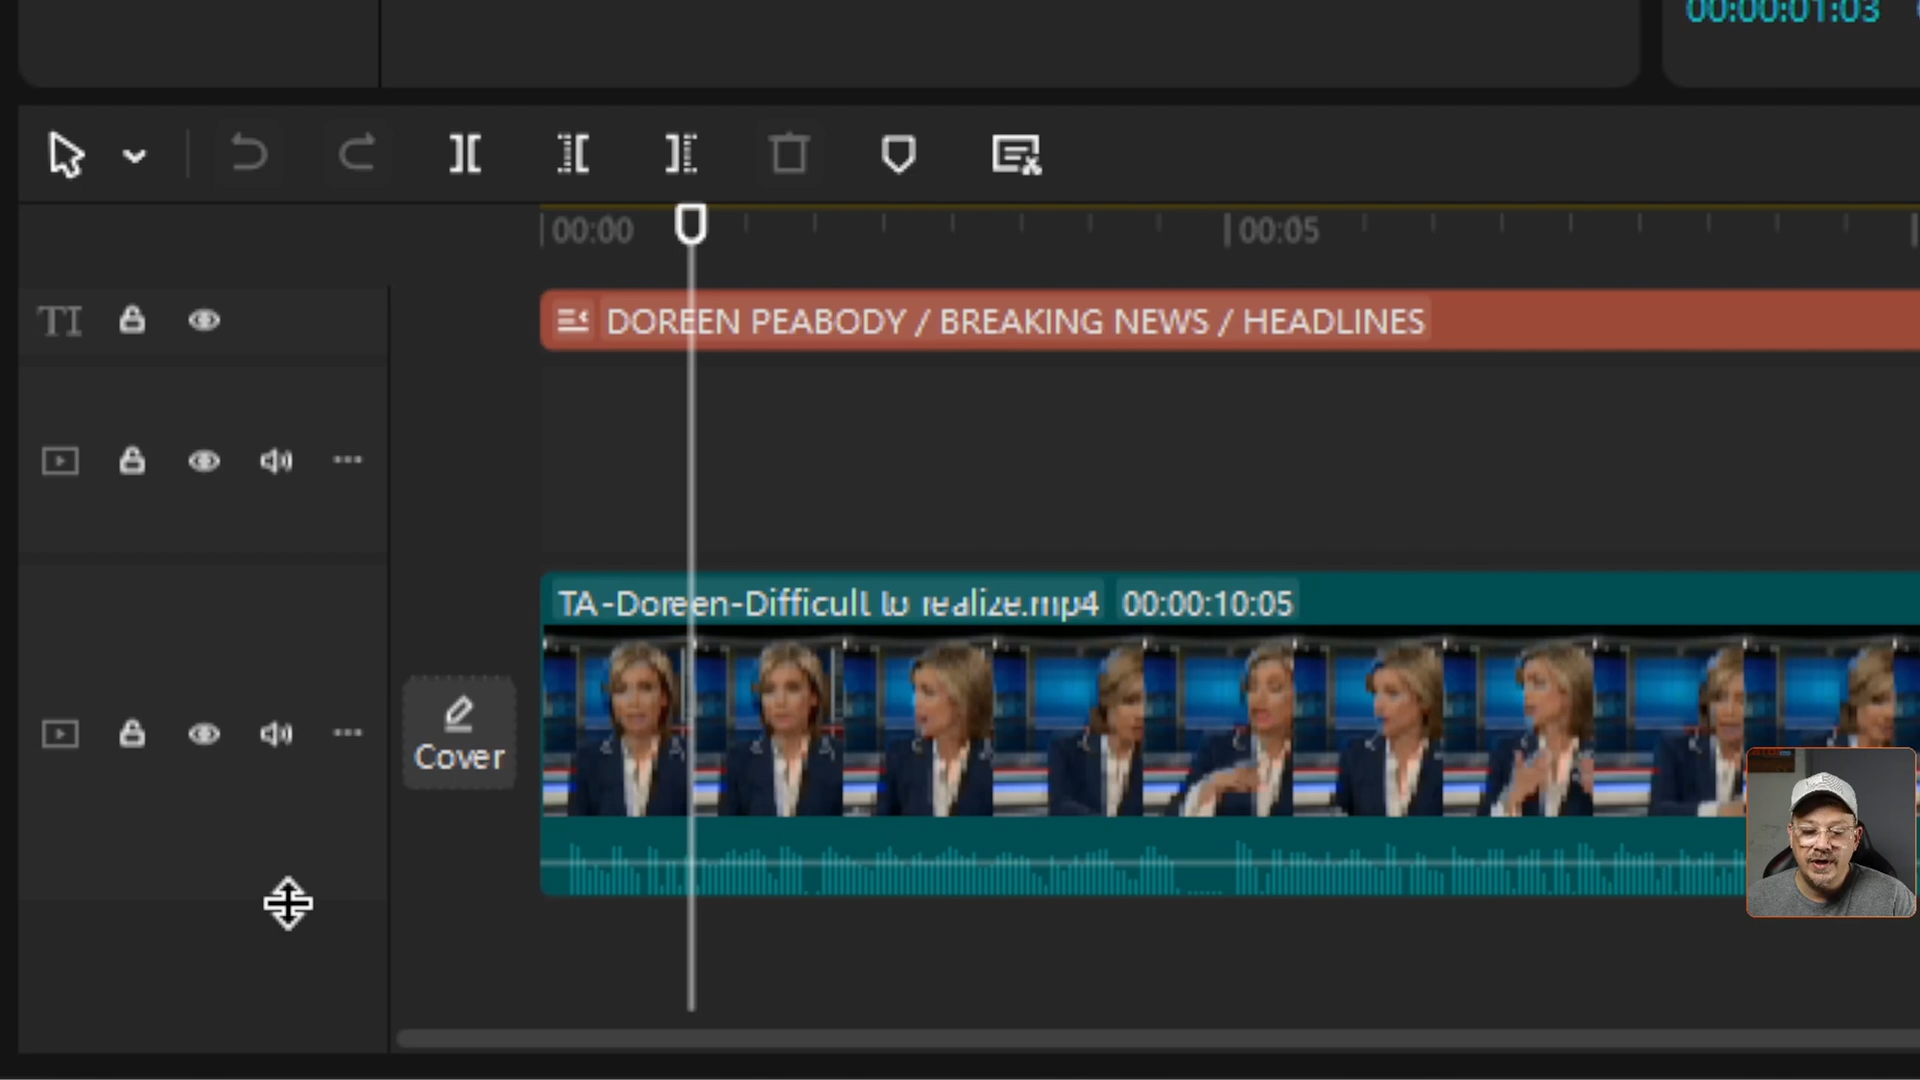 00:00:01:03
00:00
00:05
TI
DOREEN PEABODY / BREAKING NEWS / HEADLINES
TA-Doreen-Difficult to realize.mp4 00:00:10:05
Cover